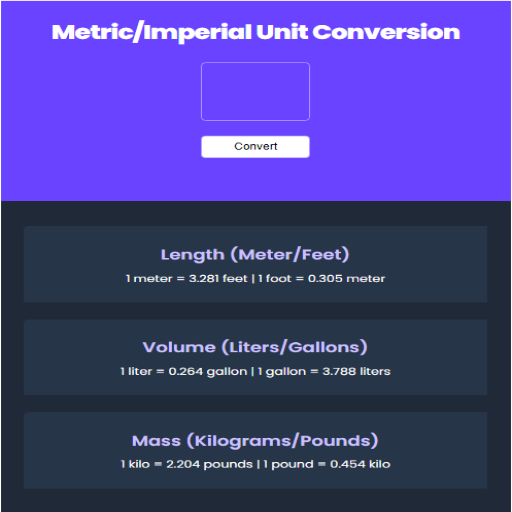 Metric/Imperial Unit Conversion
Convert
Length (Meter/Feet)
1 meter = 3.281 feet | 1 foot = 0.305 meter
Volume (Liters/Gallons)
1 liter = 0.264 gallon | 1 gallon = 3.788 liters
Mass (Kilograms/Pounds)
1 kilo = 2.204 pounds | 1 pound = 0.454 kilo